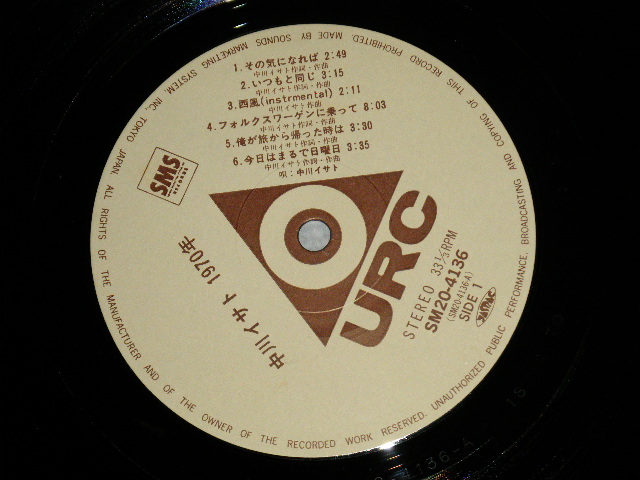 1.その気になれば 2:49
中川イサト作詞・作曲
2.いつもと同じ 3:15
中川イサト作詞・作曲
3.西風(instrmental) 2:11
中川イサト作曲
4.フォルクスワーゲンに乗って 8:03
中川イサト作詞・作曲
5.俺が旅から帰った時は 3:30
中川イサト作詞・作曲
6.今日はまるで日曜日 3:35
中川イサト作詞・作曲
唄：中川イサト
SMS
RECORDS
中川イサト 1970年
URC
STEREO 33 1/3 RPM
SM20-4136
(SM20-4136-A)
SIDE 1
MADE BY SOUNDS MARKETING SYSTEM, INC, TOKYO JAPAN. ALL RIGHTS OF THE MANUFACTURER AND OF THE OWNER OF THE RECORDED WORK RESERVED. UNAUTHORIZED PUBLIC PERFORMANCE, BROADCASTING AND COPYING OF THIS RECORD PROHIBITED.